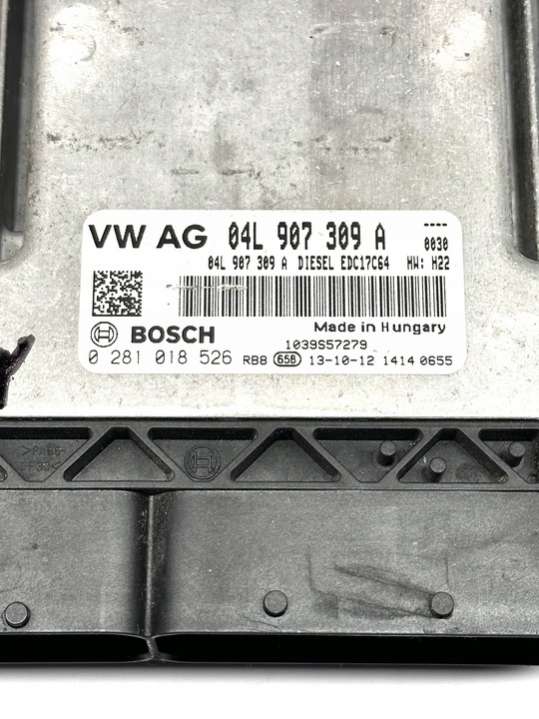 VW AG 04L 907 309 A
----
0030
04L 907 309 A DIESEL EDC17C64 HW: H22
Made in Hungary
BOSCH
1039S57279
0 281 018 526 RBB 658 13-10-12 1414 0655